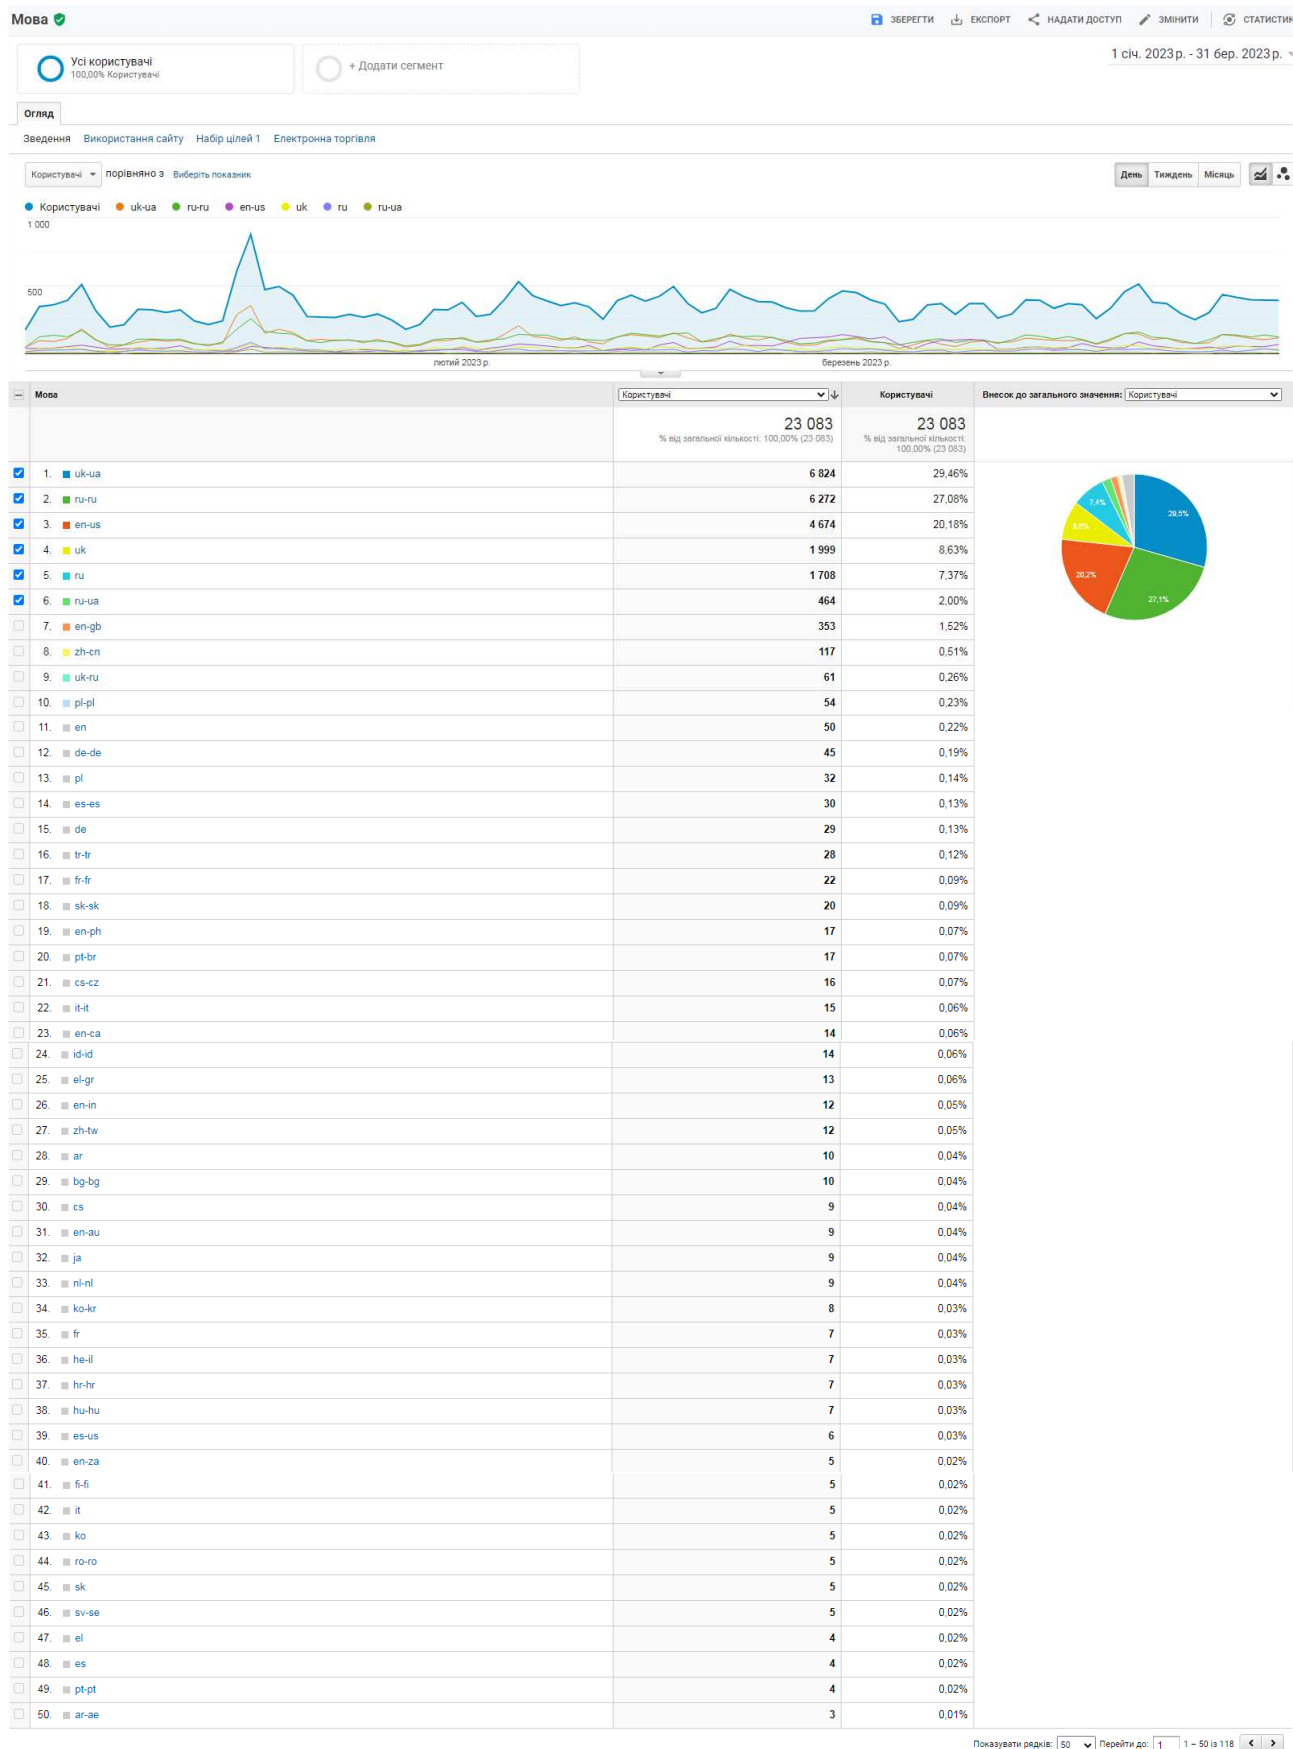 Мова
ЗБЕРЕГТИ ЕКСПОРТ НАДАТИ ДОСТУП ЗМІНИТИ СТАТИСТИК
1 січ. 2023 р. - 31 бер. 2023 р.
Усі користувачі
100,00% Користувачі
+ Додати сегмент
Огляд
Зведення Використання сайту Набір цілей 1 Електронна торгівля
Користувачі порівняно з Виберіть показник
День Тиждень Місяць
Користувачі uk-ua ru-ru en-us uk ru ru-ua
1 000
500
лютий 2023 р. березень 2023 р.
Мова Користувачі Користувачі Внесок до загального значення: Користувачі
23 083 23 083
% від загальної кількості: 100,00% (23 083) % від загальної кількості: 100,00% (23 083)
1. uk-ua 6 824 29,46%
2. ru-ru 6 272 27,08%
3. en-us 4 674 20,18%
4. uk 1 999 8,63%
5. ru 1 708 7,37%
6. ru-ua 464 2,00%
7. en-gb 353 1,52%
8. zh-cn 117 0,51%
9. uk-ru 61 0,26%
10. pl-pl 54 0,23%
11. en 50 0,22%
12. de-de 45 0,19%
13. pl 32 0,14%
14. es-es 30 0,13%
15. de 29 0,13%
16. tr-tr 28 0,12%
17. fr-fr 22 0,09%
18. sk-sk 20 0,09%
19. en-ph 17 0,07%
20. pt-br 17 0,07%
21. cs-cz 16 0,07%
22. it-it 15 0,06%
23. en-ca 14 0,06%
24. id-id 14 0,06%
25. el-gr 13 0,06%
26. en-in 12 0,05%
27. zh-tw 12 0,05%
28. ar 10 0,04%
29. bg-bg 10 0,04%
30. cs 9 0,04%
31. en-au 9 0,04%
32. ja 9 0,04%
33. nl-nl 9 0,04%
34. ko-kr 8 0,03%
35. fr 7 0,03%
36. he-il 7 0,03%
37. hr-hr 7 0,03%
38. hu-hu 7 0,03%
39. es-us 6 0,03%
40. en-za 5 0,02%
41. fi-fi 5 0,02%
42. it 5 0,02%
43. ko 5 0,02%
44. ro-ro 5 0,02%
45. sk 5 0,02%
46. sv-se 5 0,02%
47. el 4 0,02%
48. es 4 0,02%
49. pt-pt 4 0,02%
50. ar-ae 3 0,01%
29,5%
27,1%
20,2%
8,6%
7,4%
Показувати рядків: 50 Перейти до: 1 1 – 50 із 118